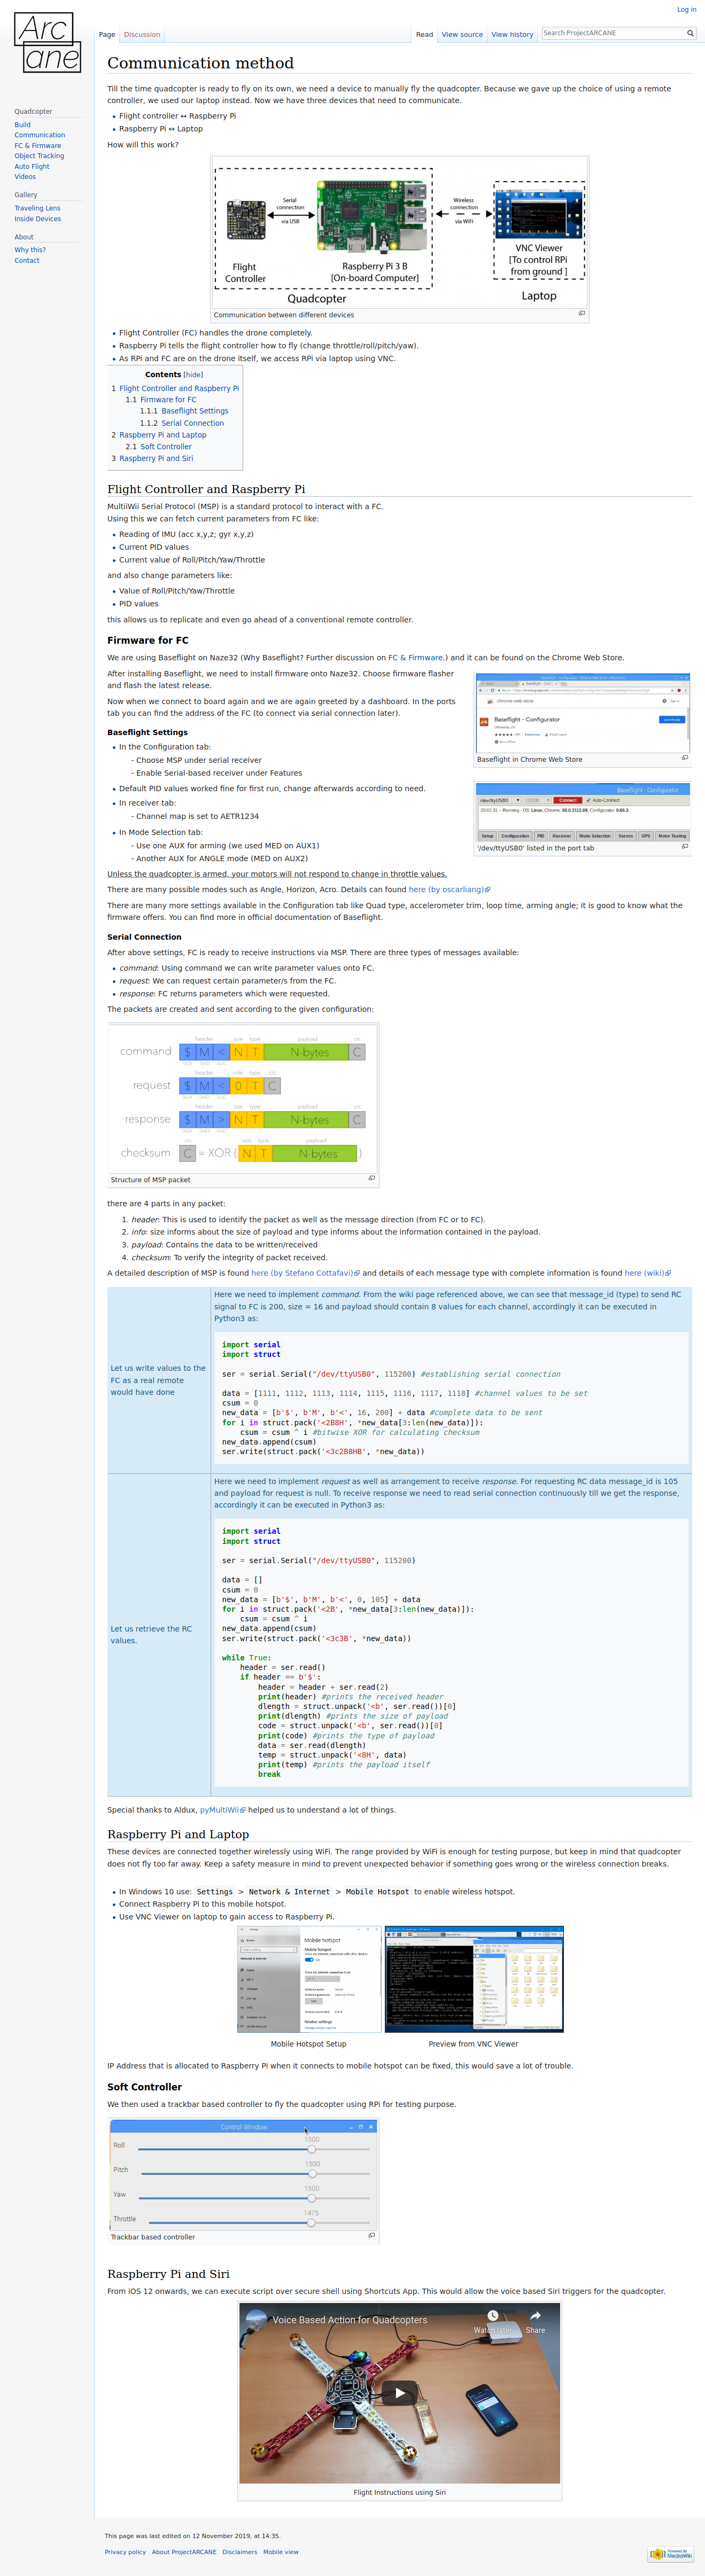 Arc
ane
Log in
Page
Discussion
Read
View source
View history
Search ProjectARCANE
Quadcopter
Build
Communication
FC & Firmware
Object Tracking
Auto Flight
Videos
Gallery
Traveling Lens
Inside Devices
About
Why this?
Contact
Communication method
Till the time quadcopter is ready to fly on its own, we need a device to manually fly the quadcopter. Because we gave up the choice of using a remote
controller, we used our laptop instead. Now we have three devices that need to communicate.
Flight controller ↔ Raspberry Pi
Raspberry Pi ↔ Laptop
How will this work?
Serial
connection
via USB
Wireless
connection
via WiFi
Flight
Controller
Raspberry Pi 3 B
[On-board Computer]
VNC Viewer
[To control RPi
from ground ]
Quadcopter
Laptop
Communication between different devices
Flight Controller (FC) handles the drone completely.
Raspberry Pi tells the flight controller how to fly (change throttle/roll/pitch/yaw).
As RPi and FC are on the drone itself, we access RPi via laptop using VNC.
Contents [hide]
1 Flight Controller and Raspberry Pi
1.1 Firmware for FC
1.1.1 Baseflight Settings
1.1.2 Serial Connection
2 Raspberry Pi and Laptop
2.1 Soft Controller
3 Raspberry Pi and Siri
Flight Controller and Raspberry Pi
MultiiWii Serial Protocol (MSP) is a standard protocol to interact with a FC.
Using this we can fetch current parameters from FC like:
Reading of IMU (acc x,y,z; gyr x,y,z)
Current PID values
Current value of Roll/Pitch/Yaw/Throttle
and also change parameters like:
Value of Roll/Pitch/Yaw/Throttle
PID values
this allows us to replicate and even go ahead of a conventional remote controller.
Firmware for FC
We are using Baseflight on Naze32 (Why Baseflight? Further discussion on FC & Firmware.) and it can be found on the Chrome Web Store.
After installing Baseflight, we need to install firmware onto Naze32. Choose firmware flasher
and flash the latest release.
Now when we connect to board again and we are again greeted by a dashboard. In the ports
tab you can find the address of the FC (to connect via serial connection later).
chrome web store
Baseflight - Configurator
Baseflight in Chrome Web Store
Baseflight Settings
In the Configuration tab:
- Choose MSP under serial receiver
- Enable Serial-based receiver under Features
Default PID values worked fine for first run, change afterwards according to need.
In receiver tab:
- Channel map is set to AETR1234
In Mode Selection tab:
- Use one AUX for arming (we used MED on AUX1)
- Another AUX for ANGLE mode (MED on AUX2)
Baseflight - Configurator
/dev/ttyUSB0
Connect
Auto-Connect
Setup Configuration PID Receiver Mode Selection Servos GPS Motor Testing
'/dev/ttyUSB0' listed in the port tab
Unless the quadcopter is armed, your motors will not respond to change in throttle values.
There are many possible modes such as Angle, Horizon, Acro. Details can found here (by oscarliang)
There are many more settings available in the Configuration tab like Quad type, accelerometer trim, loop time, arming angle; it is good to know what the
firmware offers. You can find more in official documentation of Baseflight.
Serial Connection
After above settings, FC is ready to receive instructions via MSP. There are three types of messages available:
command: Using command we can write parameter values onto FC.
request: We can request certain parameter/s from the FC.
response: FC returns parameters which were requested.
The packets are created and sent according to the given configuration:
header size type payload crc
command $ M < N T N-bytes C
header size type crc
request $ M < 0 T C
header size type payload crc
response $ M > N T N-bytes C
crc size type payload
checksum C = XOR ( N T N-bytes )
Structure of MSP packet
there are 4 parts in any packet:
1. header: This is used to identify the packet as well as the message direction (from FC or to FC).
2. info: size informs about the size of payload and type informs about the information contained in the payload.
3. payload: Contains the data to be written/received
4. checksum: To verify the integrity of packet received.
A detailed description of MSP is found here (by Stefano Cottafavi) and details of each message type with complete information is found here (wiki)
Let us write values to the
FC as a real remote
would have done
Here we need to implement command. From the wiki page referenced above, we can see that message_id (type) to send RC
signal to FC is 200, size = 16 and payload should contain 8 values for each channel, accordingly it can be executed in
Python3 as:
import serial
import struct
ser = serial.Serial("/dev/ttyUSB0", 115200) #establishing serial connection
data = [1111, 1112, 1113, 1114, 1115, 1116, 1117, 1118] #channel values to be set
csum = 0
new_data = [b'$', b'M', b'<', 16, 200] + data #complete data to be sent
for i in struct.pack('<2B8H', *new_data[3:len(new_data)]):
    csum = csum ^ i #bitwise XOR for calculating checksum
new_data.append(csum)
ser.write(struct.pack('<3c2B8HB', *new_data))
Let us retrieve the RC
values.
Here we need to implement request as well as arrangement to receive response. For requesting RC data message_id is 105
and payload for request is null. To receive response we need to read serial connection continuously till we get the response,
accordingly it can be executed in Python3 as:
import serial
import struct
ser = serial.Serial("/dev/ttyUSB0", 115200)
data = []
csum = 0
new_data = [b'$', b'M', b'<', 0, 105] + data
for i in struct.pack('<2B', *new_data[3:len(new_data)]):
    csum = csum ^ i
new_data.append(csum)
ser.write(struct.pack('<3c3B', *new_data))
while True:
    header = ser.read()
    if header == b'$':
        header = header + ser.read(2)
        print(header) #prints the received header
        dlength = struct.unpack('<b', ser.read())[0]
        print(dlength) #prints the size of payload
        code = struct.unpack('<b', ser.read())[0]
        print(code) #prints the type of payload
        data = ser.read(dlength)
        temp = struct.unpack('<8H', data)
        print(temp) #prints the payload itself
        break
Special thanks to Aldux, pyMultiWii helped us to understand a lot of things.
Raspberry Pi and Laptop
These devices are connected together wirelessly using WiFi. The range provided by WiFi is enough for testing purpose, but keep in mind that quadcopter
does not fly too far away. Keep a safety measure in mind to prevent unexpected behavior if something goes wrong or the wireless connection breaks.
In Windows 10 use: Settings > Network & Internet > Mobile Hotspot to enable wireless hotspot.
Connect Raspberry Pi to this mobile hotspot.
Use VNC Viewer on laptop to gain access to Raspberry Pi.
Mobile hotspot
Mobile Hotspot Setup
Preview from VNC Viewer
IP Address that is allocated to Raspberry Pi when it connects to mobile hotspot can be fixed, this would save a lot of trouble.
Soft Controller
We then used a trackbar based controller to fly the quadcopter using RPi for testing purpose.
Control Window
1500
Roll
1500
Pitch
1500
Yaw
1475
Throttle
Trackbar based controller
Raspberry Pi and Siri
From iOS 12 onwards, we can execute script over secure shell using Shortcuts App. This would allow the voice based Siri triggers for the quadcopter.
Voice Based Action for Quadcopters
Watch later
Share
Flight Instructions using Siri
This page was last edited on 12 November 2019, at 14:35.
Privacy policy
About ProjectARCANE
Disclaimers
Mobile view
Powered By
MediaWiki